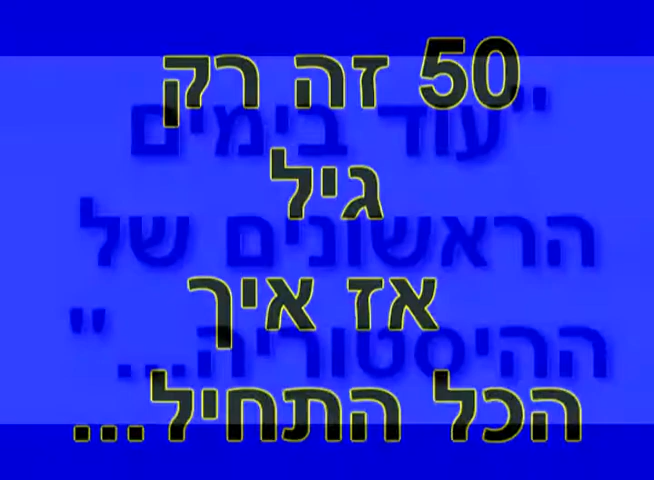 50 זה רק
"עוד בימים
גיל
הראשונים של
אז איך
ההיסטוריה..."
הכל התחיל...